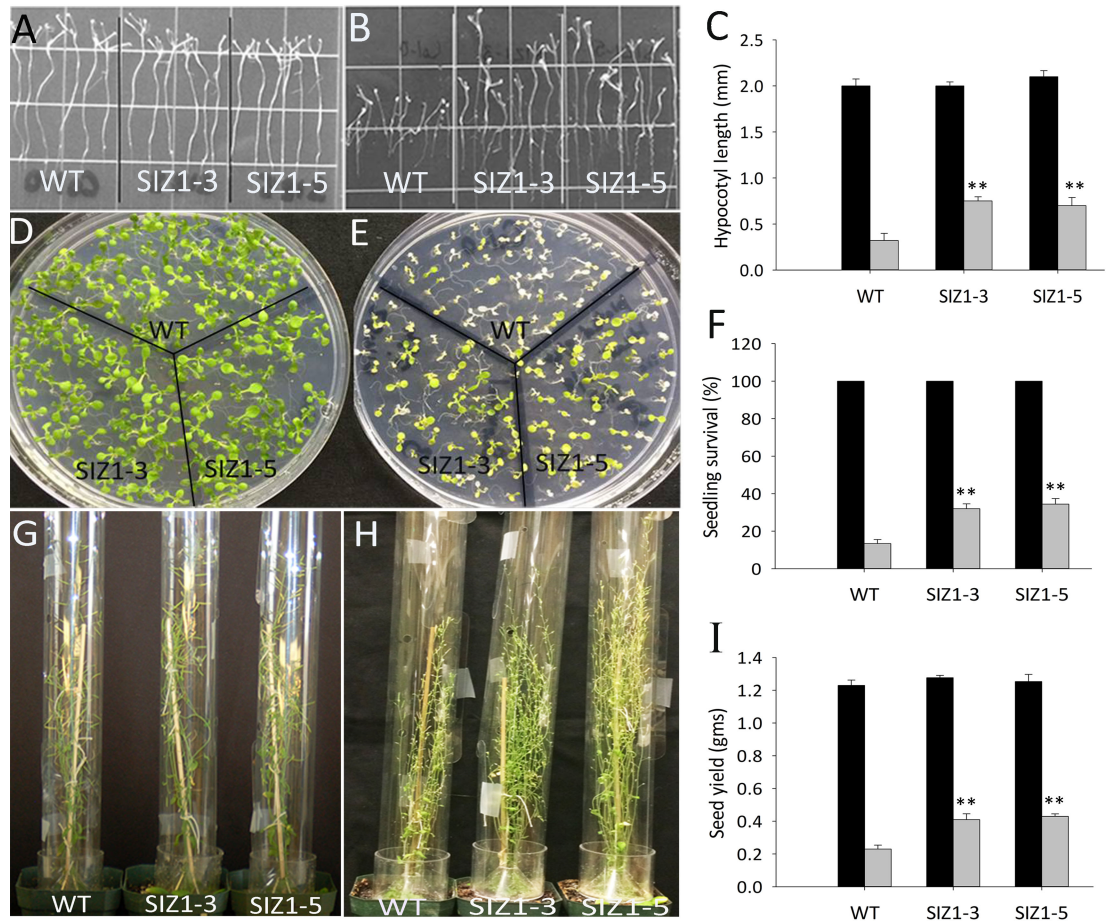 A
WT SIZ1-3 SIZ1-5
B
WT SIZ1-3 SIZ1-5
C
Hypocotyl length (mm)
2.5
2.0
1.5
1.0
0.5
0.0
** **
WT SIZ1-3 SIZ1-5
D
WT
SIZ1-3 SIZ1-5
E
WT
SIZ1-3 SIZ1-5
F
Seedling survival (%)
120
100
80
60
40
20
0
** **
WT SIZ1-3 SIZ1-5
G
WT SIZ1-3 SIZ1-5
H
WT SIZ1-3 SIZ1-5
I
Seed yield (gms)
1.4
1.2
1.0
0.8
0.6
0.4
0.2
0.0
** **
WT SIZ1-3 SIZ1-5